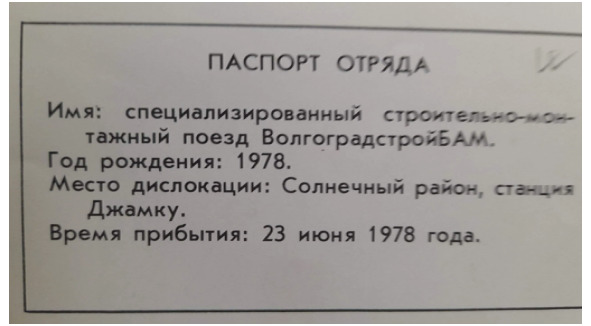 ПАСПОРТ ОТРЯДА
Имя: специализированный строительно-мон-
тажный поезд ВолгоградстройБАМ.
Год рождения: 1978.
Место дислокации: Солнечный район, станция
Джамку.
Время прибытия: 23 июня 1978 года.